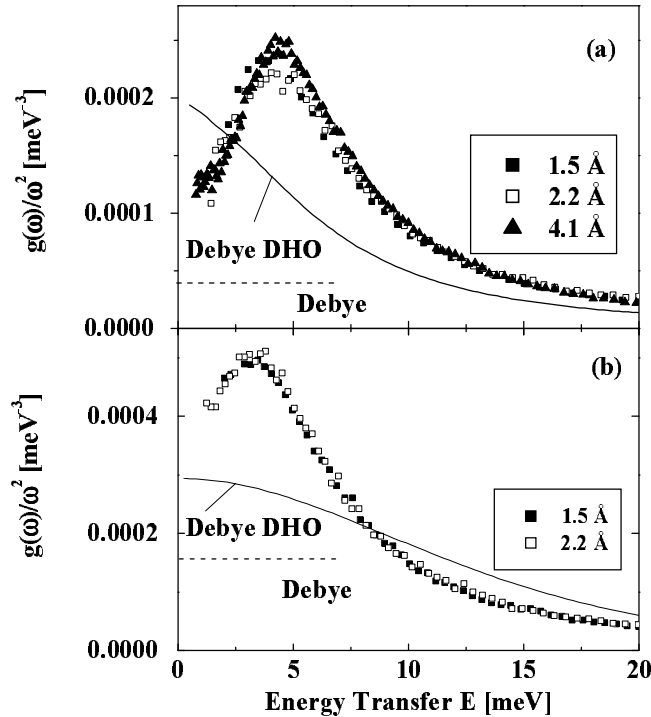 (a)
g(ω)/ω² [meV⁻³]
0.0002
0.0001
0.0000
1.5 Å
2.2 Å
4.1 Å
Debye DHO
Debye
(b)
g(ω)/ω² [meV⁻³]
0.0004
0.0002
0.0000
1.5 Å
2.2 Å
Debye DHO
Debye
0 5 10 15 20
Energy Transfer E [meV]